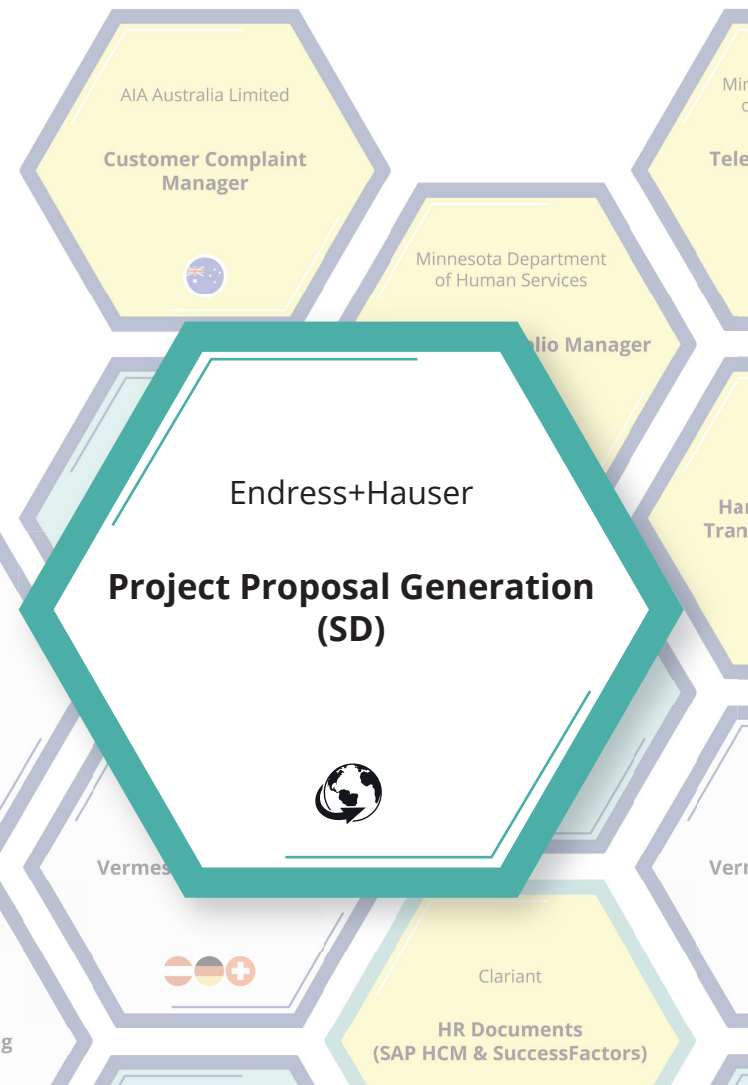 AIA Australia Limited
Customer Complaint
Manager
Minnesota Department
of Human Services
Manager
Endress+Hauser
Project Proposal Generation
(SD)
Clariant
HR Documents
(SAP HCM & SuccessFactors)